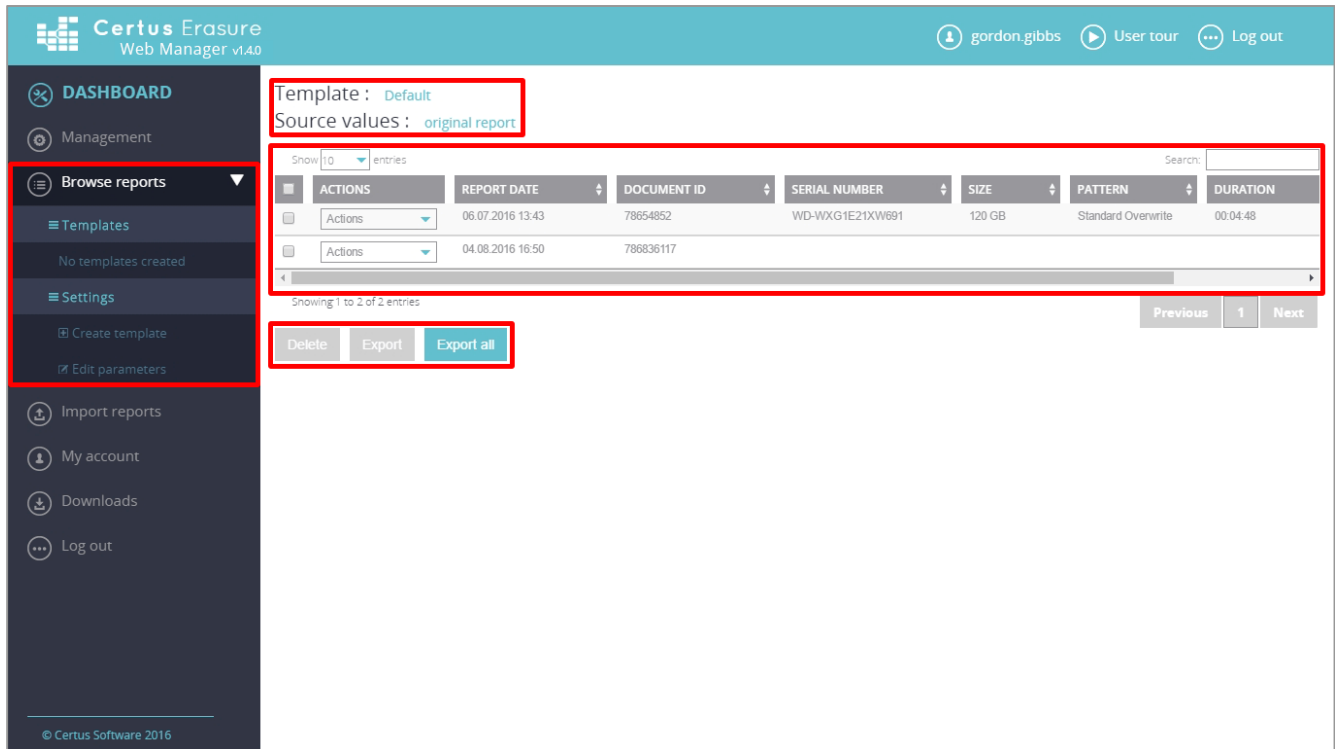 Certus Erasure
Web Manager v1.4.0
gordon.gibbs User tour Log out
DASHBOARD
Management
Browse reports
Templates
No templates created
Settings
Create template
Edit parameters
Import reports
My account
Downloads
Log out
© Certus Software 2016
Template : Default
Source values : original report
Show 10 entries Search:
ACTIONS REPORT DATE DOCUMENT ID SERIAL NUMBER SIZE PATTERN DURATION
Actions 06.07.2016 13:43 78654852 WD-WXG1E21XW691 120 GB Standard Overwrite 00:04:48
Actions 04.08.2016 16:50 786836117
Showing 1 to 2 of 2 entries
Previous 1 Next
Delete Export Export all